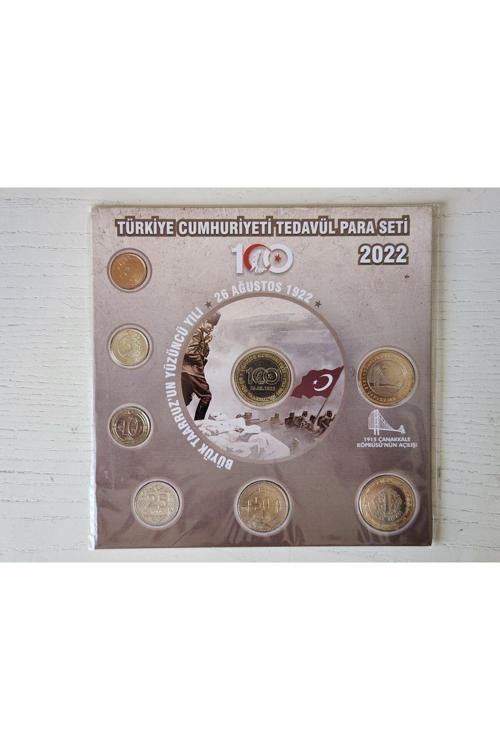 TÜRKİYE CUMHURİYETİ TEDAVÜL PARA SETİ
100
2022
BÜYÜK TAARRUZ'UN YÜZÜNCÜ YILI * 26 AĞUSTOS 1922 *
100
1915 ÇANAKKALE
KÖPRÜSÜ'NÜN AÇILIŞI
10
25